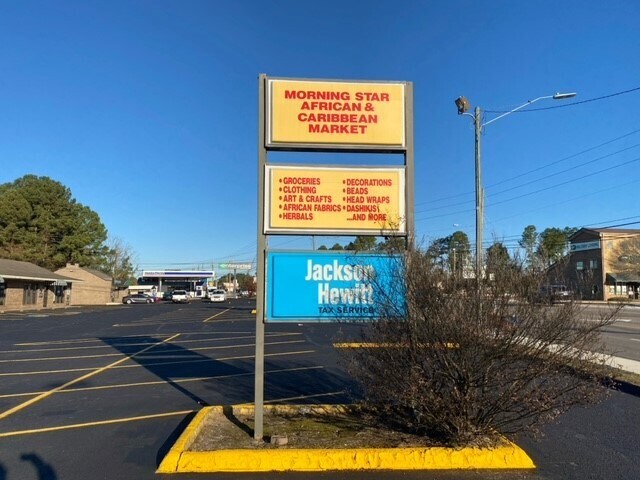 MORNING STAR
AFRICAN &
CARIBBEAN
MARKET
• GROCERIES
• CLOTHING
• ART & CRAFTS
• AFRICAN FABRICS
• HERBALS
• DECORATIONS
• BEADS
• HEAD WRAPS
• DASHIKIS
...AND MORE
Jackson
Hewitt
TAX SERVICE